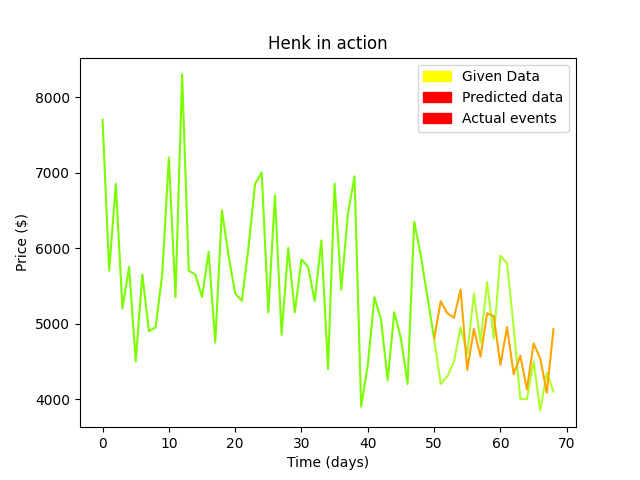 Henk in action
Given Data
Predicted data
Actual events
8000
7000
6000
5000
4000
Price ($)
0 10 20 30 40 50 60 70
Time (days)